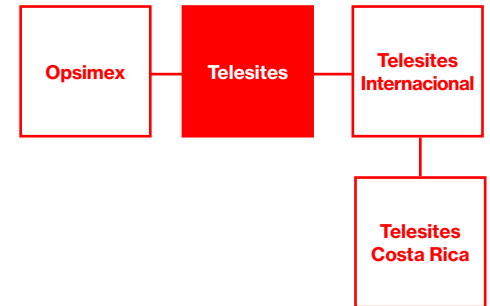 Opsimex
Telesites
Telesites
Internacional
Telesites
Costa Rica